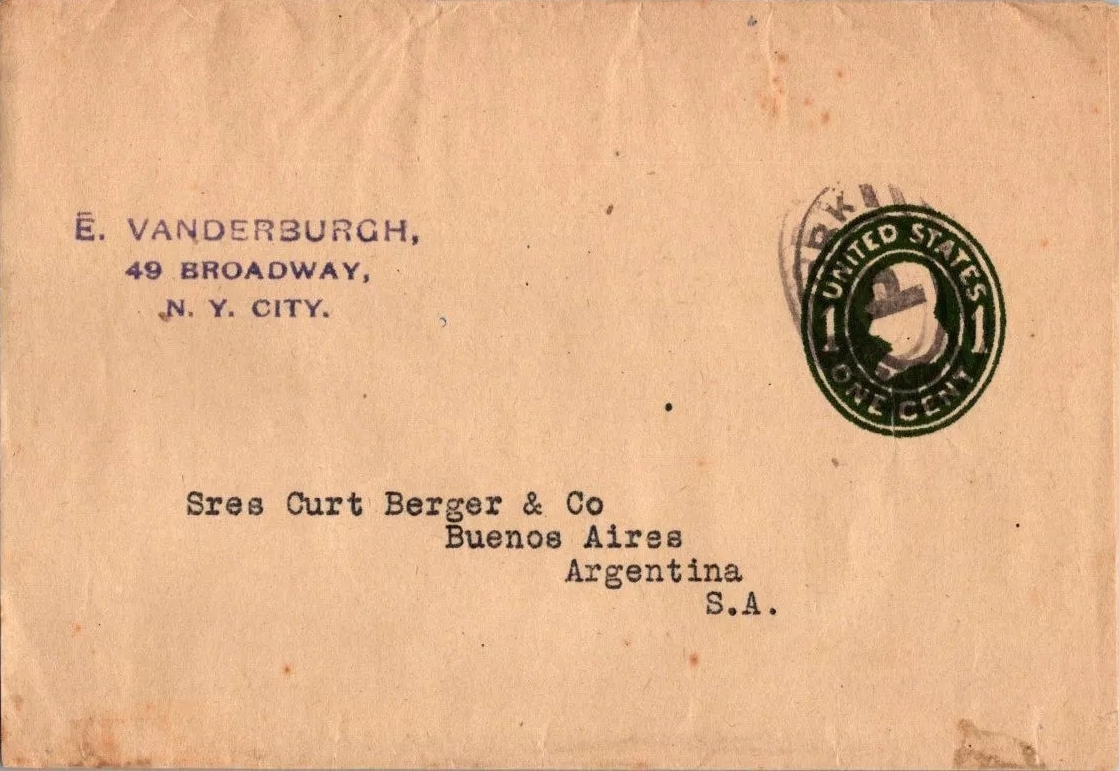 E. VANDERBURGH,
49 BROADWAY,
N. Y. CITY.
UNITED STATES
1 1
ONE CENT
P
Sres Curt Berger & Co
Buenos Aires
Argentina
S.A.